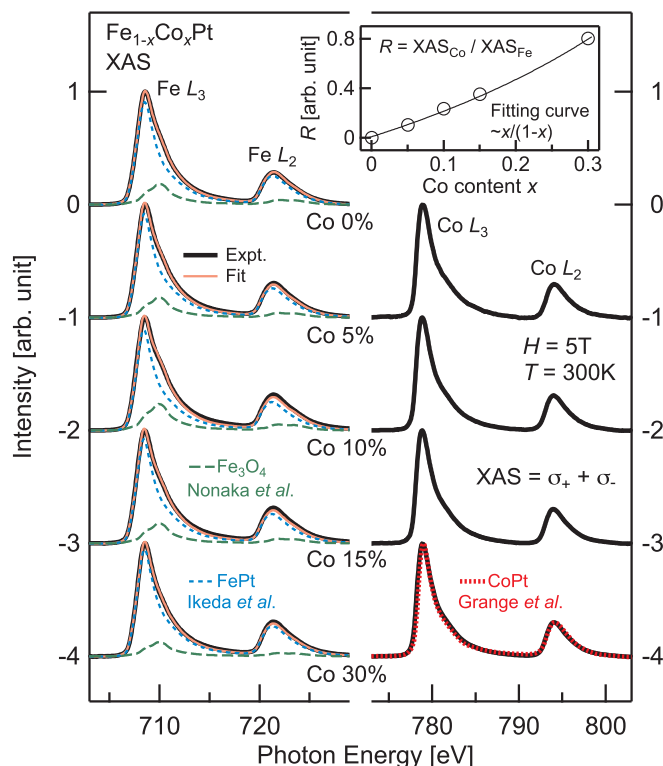 Fe1-xCoxPt
XAS
Fe L3
Fe L2
R = XASCo / XASFe
Fitting curve
~x/(1-x)
R [arb. unit]
0.8
0.4
0
0.0
0.1
0.2
0.3
Co content x
1
0
-1
-2
-3
-4
Intensity [arb. unit]
Co 0%
Expt.
Fit
Co 5%
Co 10%
Fe3O4
Nonaka et al.
Co 15%
FePt
Ikeda et al.
Co 30%
Co L3
Co L2
H = 5T
T = 300K
XAS = σ+ + σ-
CoPt
Grange et al.
0
-1
-2
-3
-4
710
720
780
790
800
Photon Energy [eV]